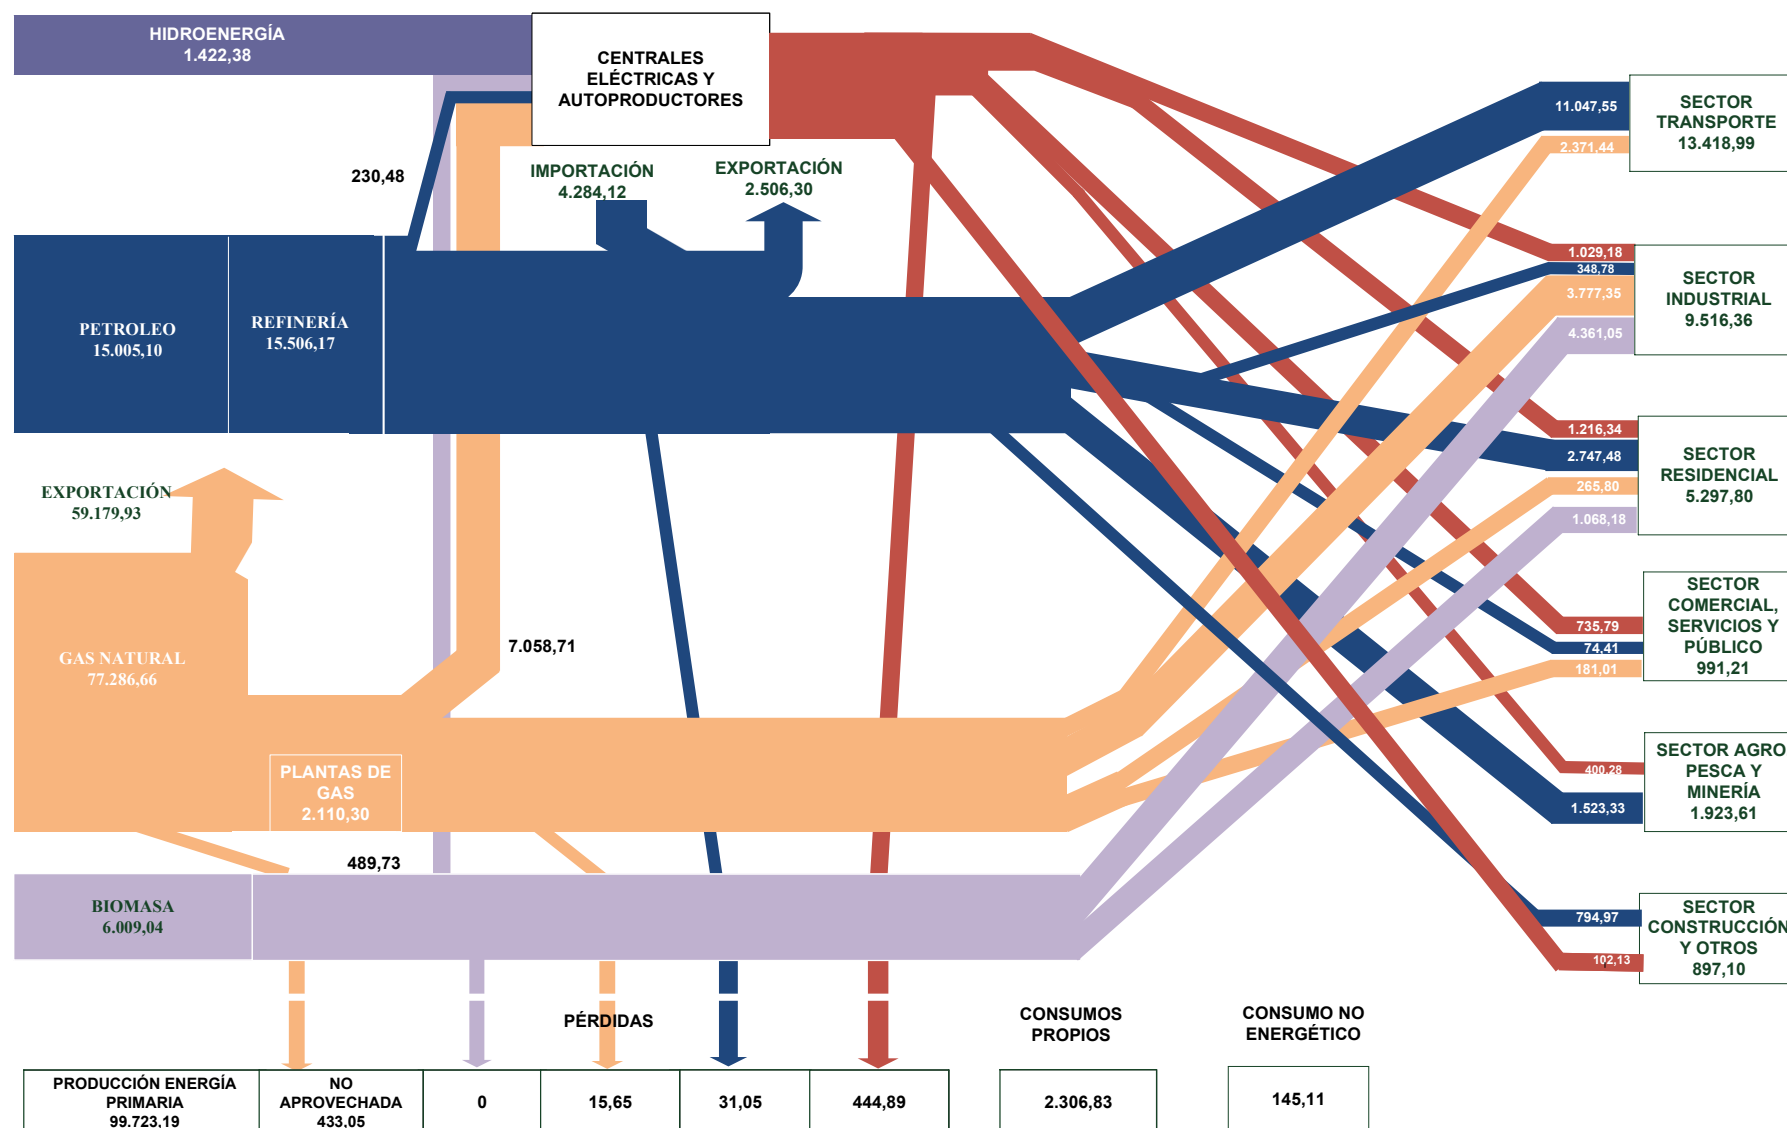 HIDROENERGÍA
1.422,38
CENTRALES
ELÉCTRICAS Y
AUTOPRODUCTORES
230,48
IMPORTACIÓN
4.284,12
EXPORTACIÓN
2.506,30
PETROLEO
15.005,10
REFINERÍA
15.506,17
EXPORTACIÓN
59.179,93
GAS NATURAL
77.286,66
7.058,71
PLANTAS DE
GAS
2.110,30
489,73
BIOMASA
6.009,04
11.047,55
2.371,44
SECTOR
TRANSPORTE
13.418,99
1.029,18
348,78
3.777,35
4.361,05
SECTOR
INDUSTRIAL
9.516,36
1.216,34
2.747,48
265,80
1.068,18
SECTOR
RESIDENCIAL
5.297,80
735,79
74,41
181,01
SECTOR
COMERCIAL,
SERVICIOS Y
PÚBLICO
991,21
400,28
1.523,33
SECTOR AGRO,
PESCA Y
MINERÍA
1.923,61
794,97
102,13
SECTOR
CONSTRUCCIÓN
Y OTROS
897,10
PÉRDIDAS
CONSUMOS
PROPIOS
CONSUMO NO
ENERGÉTICO
PRODUCCIÓN ENERGÍA
PRIMARIA
99.723,19
NO
APROVECHADA
433,05
0
15,65
31,05
444,89
2.306,83
145,11